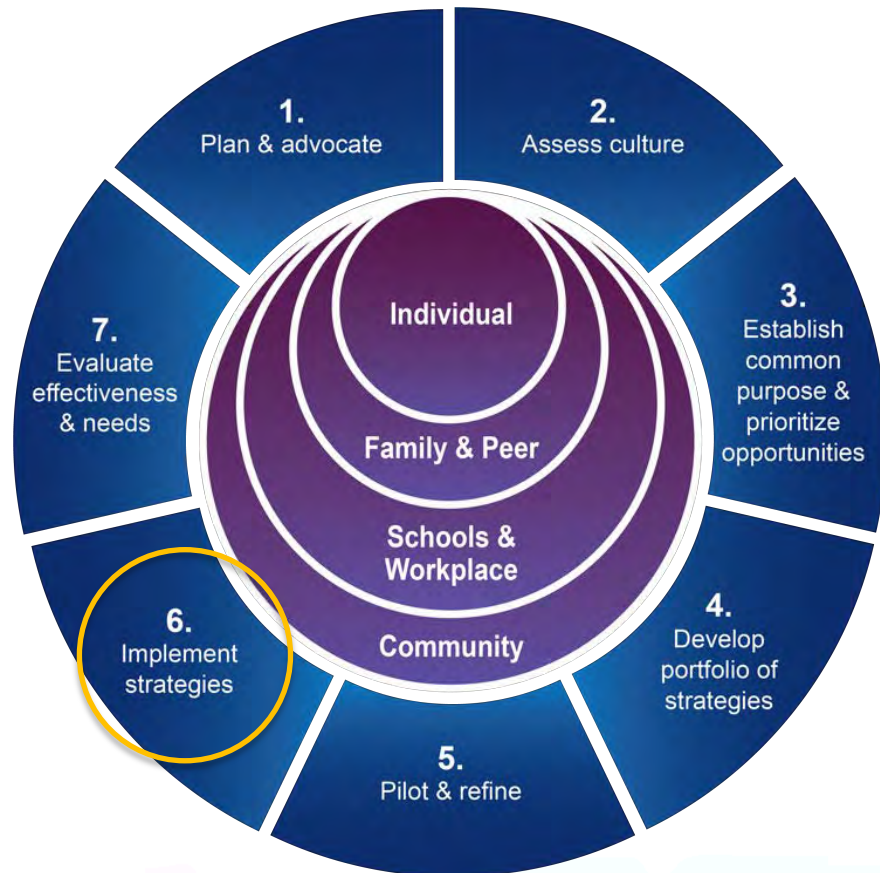 1.
Plan & advocate
2.
Assess culture
3.
Establish
common
purpose &
prioritize
opportunities
4.
Develop
portfolio of
strategies
5.
Pilot & refine
6.
Implement
strategies
7.
Evaluate
effectiveness
& needs
Individual
Family & Peer
Schools &
Workplace
Community